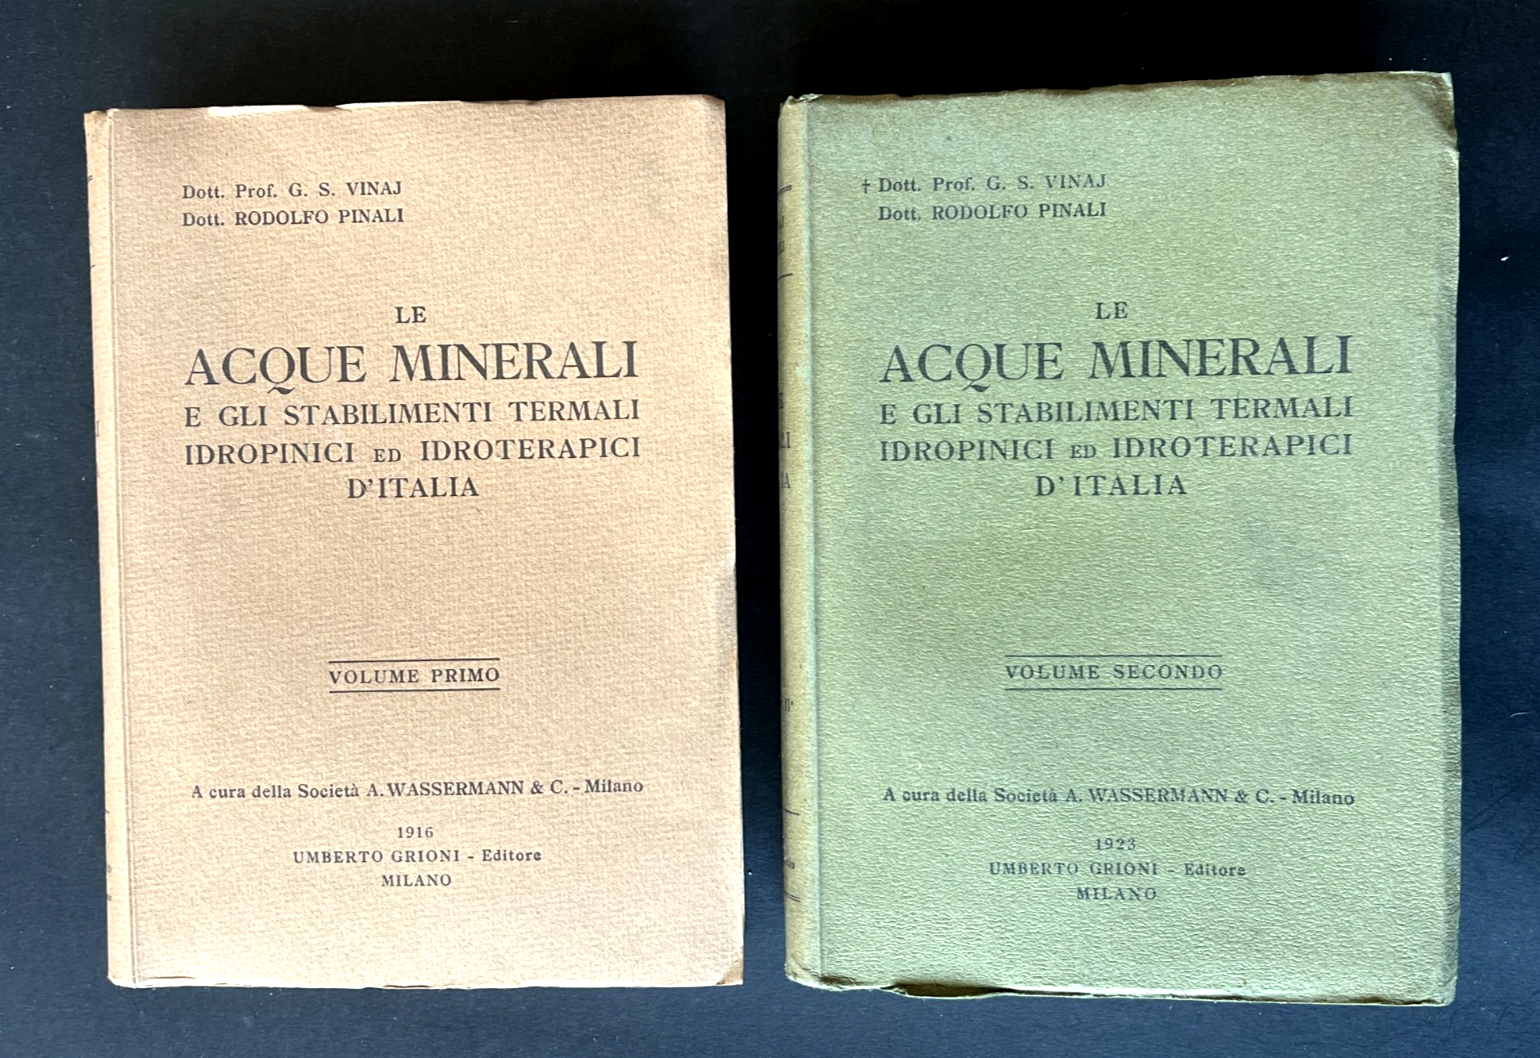 Dott. Prof. G. S. VINAJ
Dott. RODOLFO PINALI
LE
ACQUE MINERALI
E GLI STABILIMENTI TERMALI
IDROPINICI ED IDROTERAPICI
D'ITALIA
VOLUME PRIMO
A cura della Società A. WASSERMANN & C. - Milano
1916
UMBERTO GRIONI - Editore
MILANO
† Dott. Prof. G. S. VINAJ
Dott. RODOLFO PINALI
LE
ACQUE MINERALI
E GLI STABILIMENTI TERMALI
IDROPINICI ED IDROTERAPICI
D'ITALIA
VOLUME SECONDO
A cura della Società A. WASSERMANN & C. - Milano
1923
UMBERTO GRIONI - Editore
MILANO